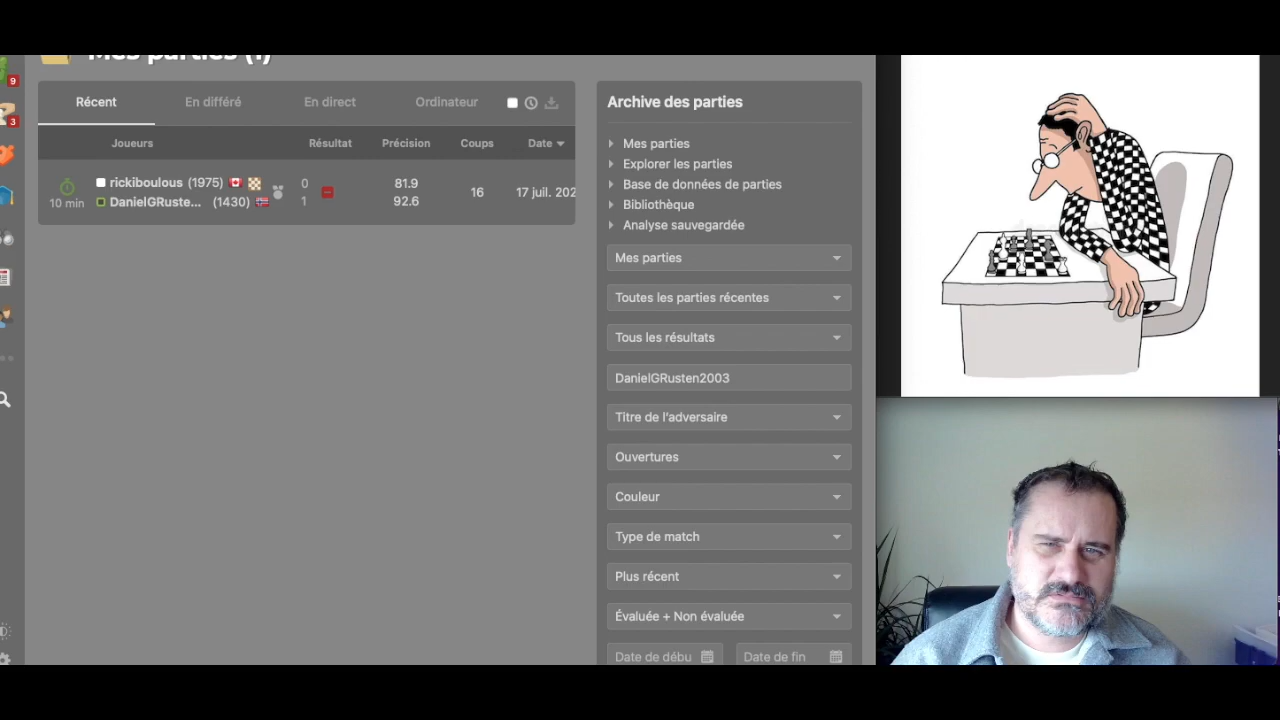 Mes parties (1)
9
3
Récent En différé En direct Ordinateur
Joueurs Résultat Précision Coups Date
10 min
rickiboulous (1975) 0 81.9 16 17 juil. 202
DanielGRuste... (1430) 1 92.6
Archive des parties
Mes parties
Explorer les parties
Base de données de parties
Bibliothèque
Analyse sauvegardée
Mes parties
Toutes les parties récentes
Tous les résultats
DanielGRusten2003
Titre de l'adversaire
Ouvertures
Couleur
Type de match
Plus récent
Évaluée + Non évaluée
Date de débu Date de fin